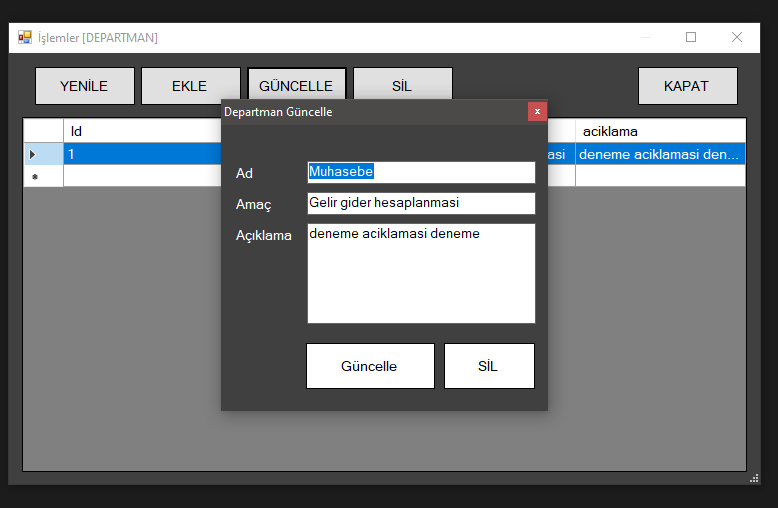 İşlemler [DEPARTMAN]
YENİLE EKLE GÜNCELLE SİL KAPAT
Departman Güncelle x
Id aciklama
1 deneme aciklamasi den...
Ad Muhasebe
Amaç Gelir gider hesaplanmasi
Açıklama deneme aciklamasi deneme
Güncelle SİL